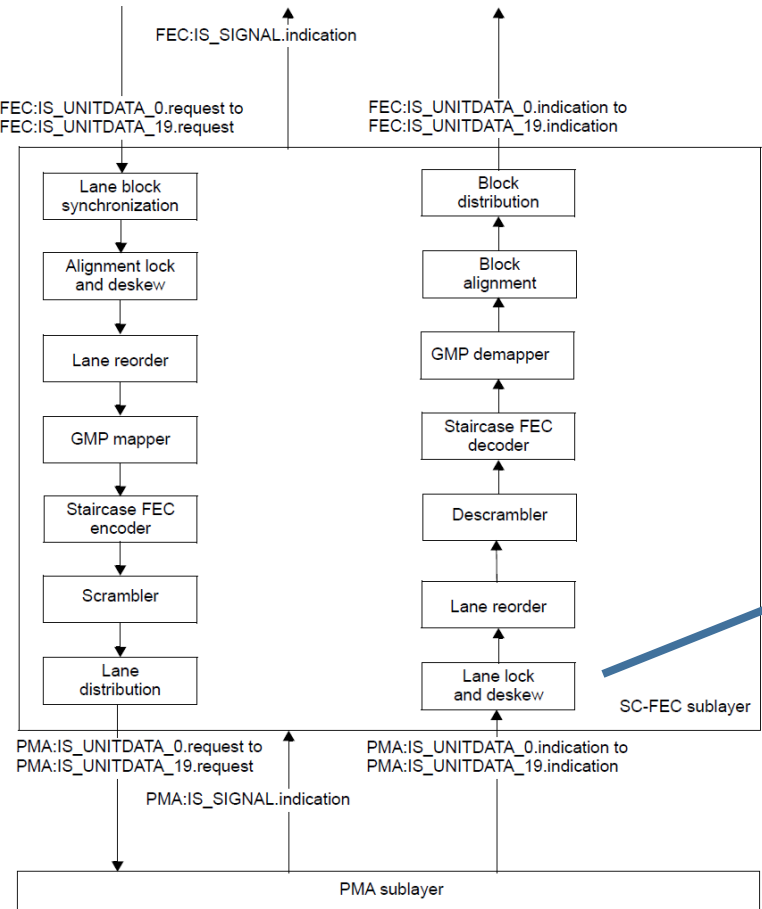 FEC:IS_SIGNAL.indication
FEC:IS_UNITDATA_0.request to
FEC:IS_UNITDATA_19.request
FEC:IS_UNITDATA_0.indication to
FEC:IS_UNITDATA_19.indication
Lane block
synchronization
Alignment lock
and deskew
Lane reorder
GMP mapper
Staircase FEC
encoder
Scrambler
Lane
distribution
Block
distribution
Block
alignment
GMP demapper
Staircase FEC
decoder
Descrambler
Lane reorder
Lane lock
and deskew
SC-FEC sublayer
PMA:IS_UNITDATA_0.request to
PMA:IS_UNITDATA_19.request
PMA:IS_UNITDATA_0.indication to
PMA:IS_UNITDATA_19.indication
PMA:IS_SIGNAL.indication
PMA sublayer